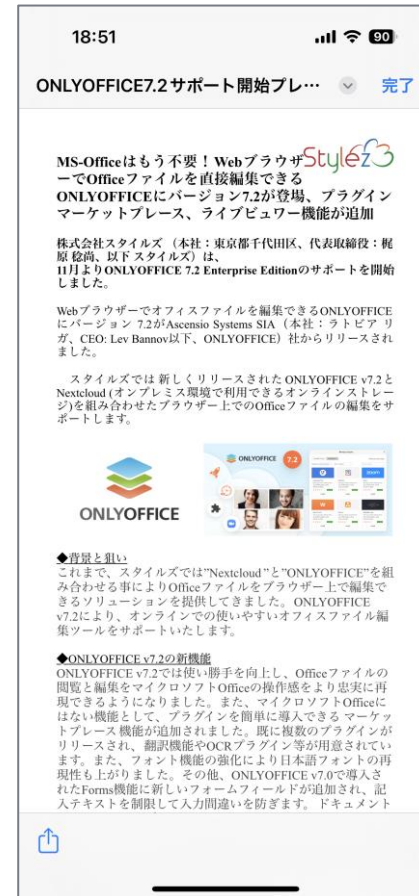 18:51
90
ONLYOFFICE7.2サポート開始プレ…
完了
Stylez
MS-Officeはもう不要！Webブラウザ
ーでOfficeファイルを直接編集できる
ONLYOFFICEにバージョン7.2が登場、プラグイン
マーケットプレース、ライブビュワー機能が追加
株式会社スタイルズ （本社：東京都千代田区、代表取締役：梶
原 稔尚、以下 スタイルズ）は、
11月よりONLYOFFICE 7.2 Enterprise Editionのサポートを開始
しました。
Webブラウザーでオフィスファイルを編集できるONLYOFFICE
にバージョン 7.2がAscensio Systems SIA（本社：ラトビア リ
ガ、CEO: Lev Bannov以下、ONLYOFFICE）社からリリースされ
ました。
スタイルズでは 新しくリリースされた ONLYOFFICE v7.2と
Nextcloud (オンプレミス環境で利用できるオンラインストレー
ジ)を組み合わせたブラウザー上でのOfficeファイルの編集をサ
ポートします。
ONLYOFFICE
ONLYOFFICE 7.2
◆背景と狙い
これまで、スタイルズでは"Nextcloud"と"ONLYOFFICE"を組
み合わせる事によりOfficeファイルをブラウザー上で編集で
きるソリューションを提供してきました。ONLYOFFICE
v7.2により、オンラインでの使いやすいオフィスファイル編
集ツールをサポートいたします。
◆ONLYOFFICE v7.2の新機能
ONLYOFFICE v7.2では使い勝手を向上し、Officeファイルの
閲覧と編集をマイクロソフトOfficeの操作感をより忠実に再
現できるようになりました。また、マイクロソフトOfficeに
はない機能として、プラグインを簡単に導入できる マーケッ
トプレース 機能が追加されました。既に複数のプラグインが
リリースされ、翻訳機能やOCRプラグイン等が用意されてい
ます。また、フォント機能の強化により日本語フォントの再
現性も上がりました。その他、ONLYOFFICE v7.0で導入さ
れたForms機能に新しいフォームフィールドが追加され、記
入テキストを制限して入力間違いを防ぎます。ドキュメント